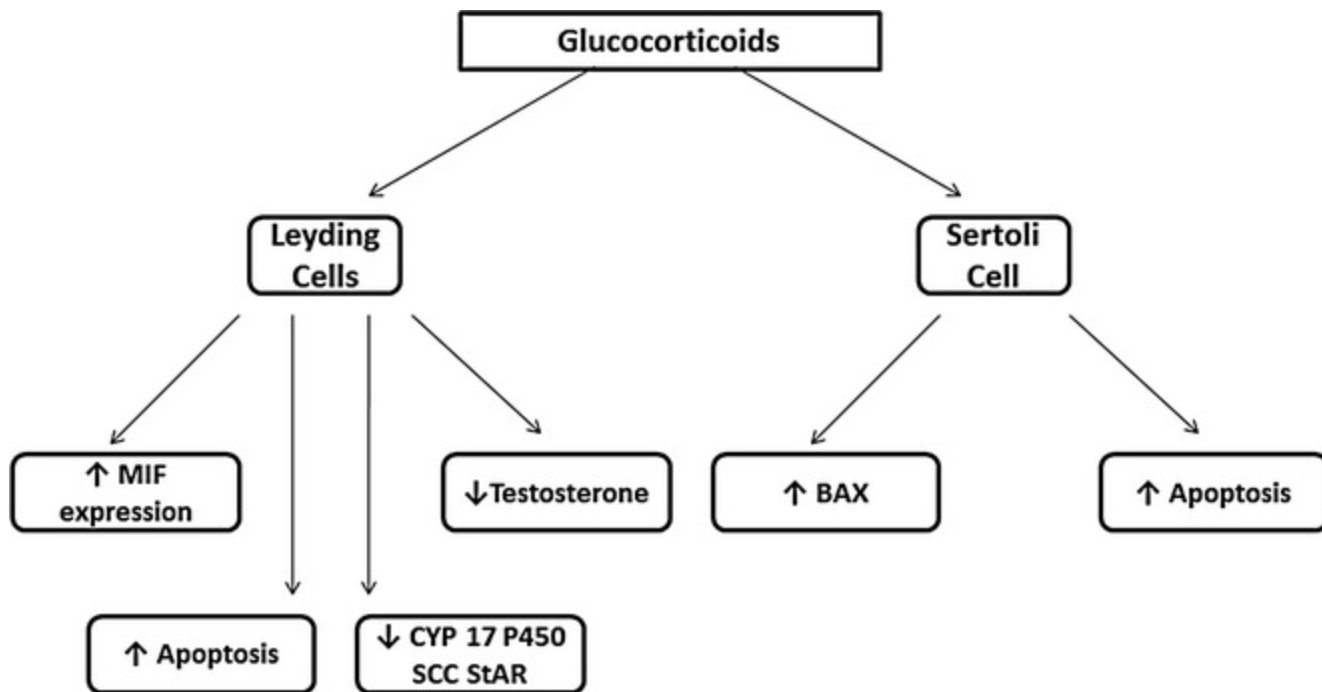 Glucocorticoids
Leyding
Cells
Sertoli
Cell
↑ MIF
expression
↓Testosterone
↑ BAX
↑ Apoptosis
↑ Apoptosis
↓ CYP 17 P450
SCC StAR